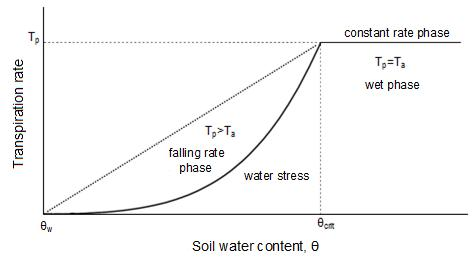 constant rate phase
Tp
Tp=Ta
wet phase
Transpiration rate
Tp>Ta
falling rate
phase
water stress
θw
θcrit
Soil water content, θ